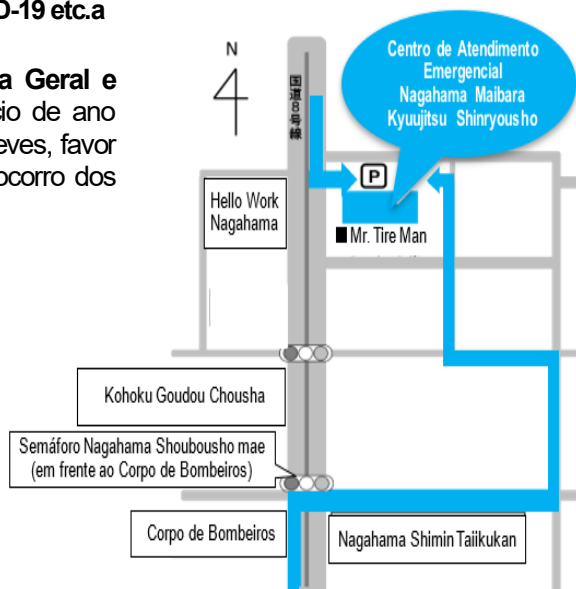 D-19 etc.a
a Geral e
cio de ano
eves, favor
ocorro dos
N
国道8号線
Centro de Atendimento
Emergencial
Nagahama Maibara
Kyuujitsu Shinryousho
P
Hello Work
Nagahama
■ Mr. Tire Man
Kohoku Goudou Chousha
Semáforo Nagahama Shoubousho mae
(em frente ao Corpo de Bombeiros)
Corpo de Bombeiros
Nagahama Shimin Taiikukan